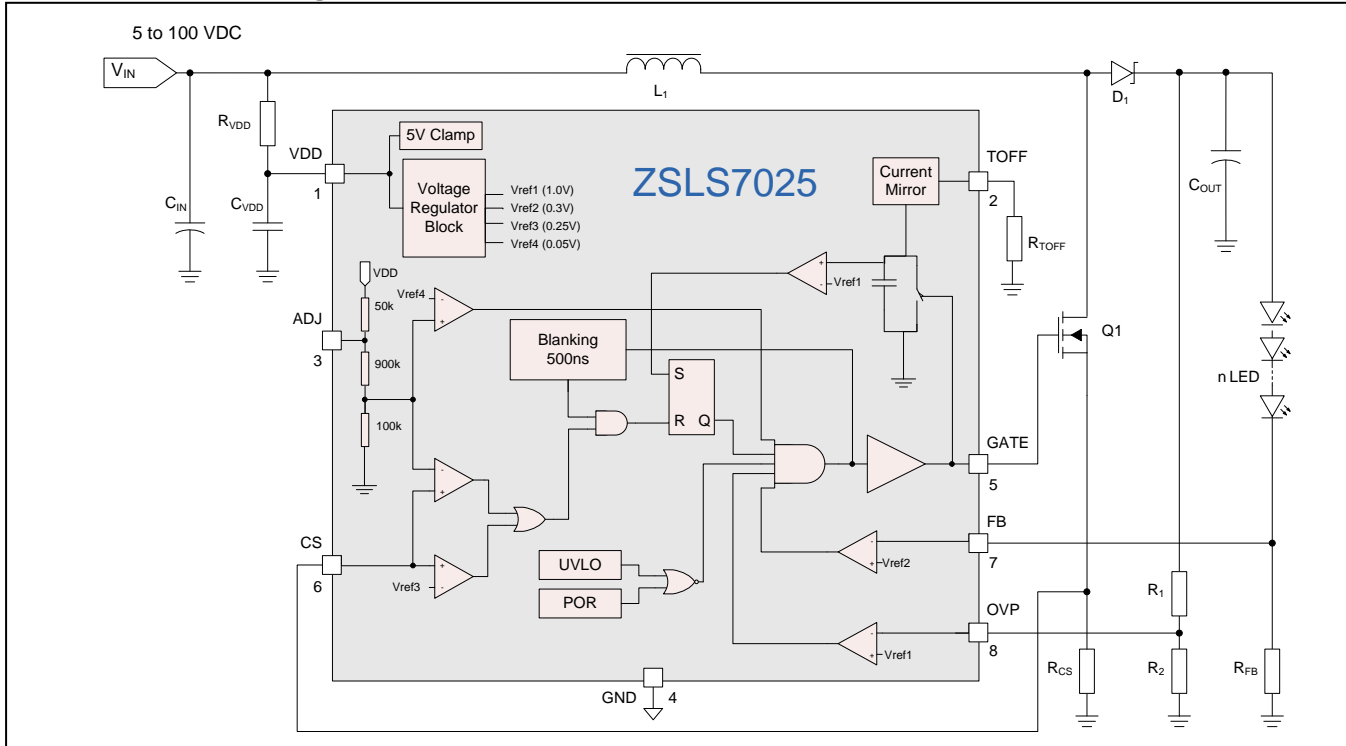 5 to 100 VDC
VIN
L1
D1
RVDD
5V Clamp
VDD
1
ZSLS7025
TOFF
2
Current
Mirror
COUT
Voltage
Regulator
Block
Vref1 (1.0V)
Vref2 (0.3V)
Vref3 (0.25V)
Vref4 (0.05V)
CIN
CVDD
RTOFF
VDD
Vref1
+
-
50k
Vref4
-
+
ADJ
3
Blanking
500ns
Q1
900k
S
R Q
n LED
100k
GATE
5
-
+
CS
6
+
-
Vref3
FB
7
-
+
Vref2
UVLO
POR
R1
OVP
8
-
+
Vref1
GND 4
RCS
R2
RFB